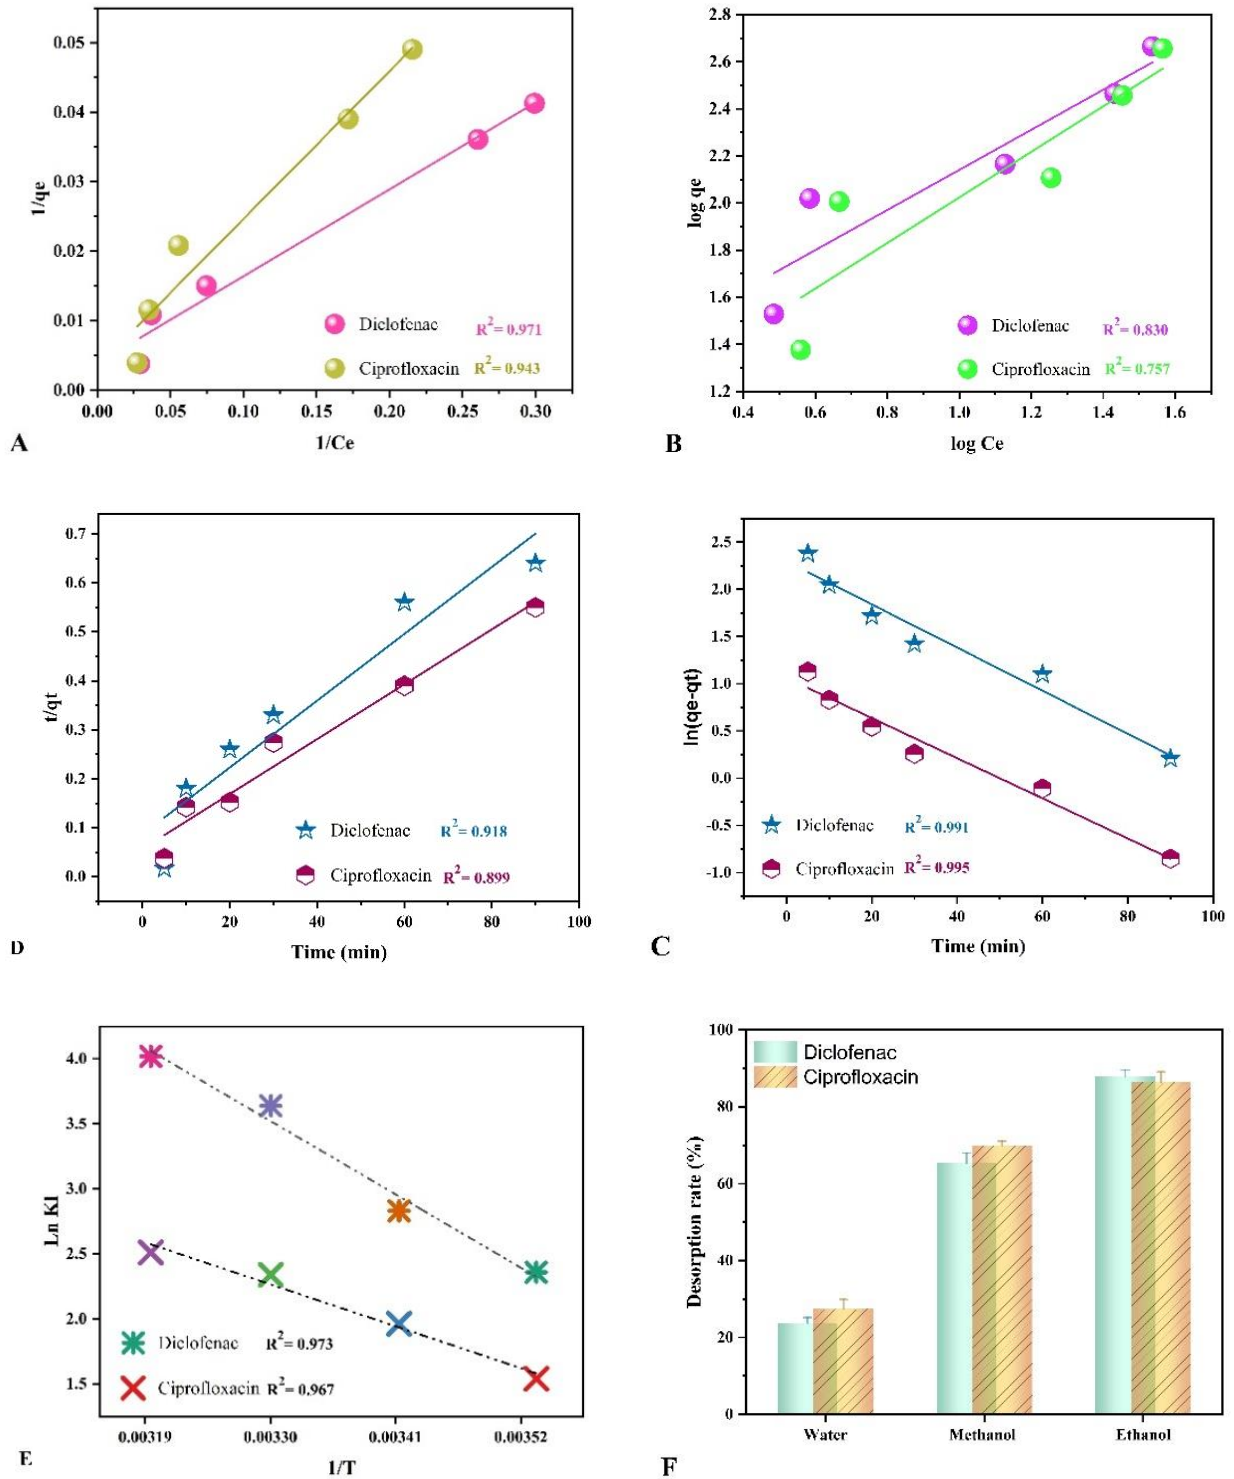 0.05
0.04
0.03
0.02
0.01
0.00
1/qe
0.00 0.05 0.10 0.15 0.20 0.25 0.30
1/Ce
Diclofenac R²= 0.971
Ciprofloxacin R²= 0.943
A
2.8
2.6
2.4
2.2
2.0
1.8
1.6
1.4
1.2
log qe
0.4 0.6 0.8 1.0 1.2 1.4 1.6
log Ce
Diclofenac R²= 0.830
Ciprofloxacin R²= 0.757
B
0.7
0.6
0.5
0.4
0.3
0.2
0.1
0.0
t/qt
0 20 40 60 80 100
Time (min)
Diclofenac R²= 0.918
Ciprofloxacin R²= 0.899
D
2.5
2.0
1.5
1.0
0.5
0.0
-0.5
-1.0
ln(qe-qt)
0 20 40 60 80 100
Time (min)
Diclofenac R²= 0.991
Ciprofloxacin R²= 0.995
C
4.0
3.5
3.0
2.5
2.0
1.5
Ln Kl
0.00319 0.00330 0.00341 0.00352
1/T
Diclofenac R²= 0.973
Ciprofloxacin R²= 0.967
E
100
80
60
40
20
0
Desorption rate (%)
Diclofenac
Ciprofloxacin
Water Methanol Ethanol
F